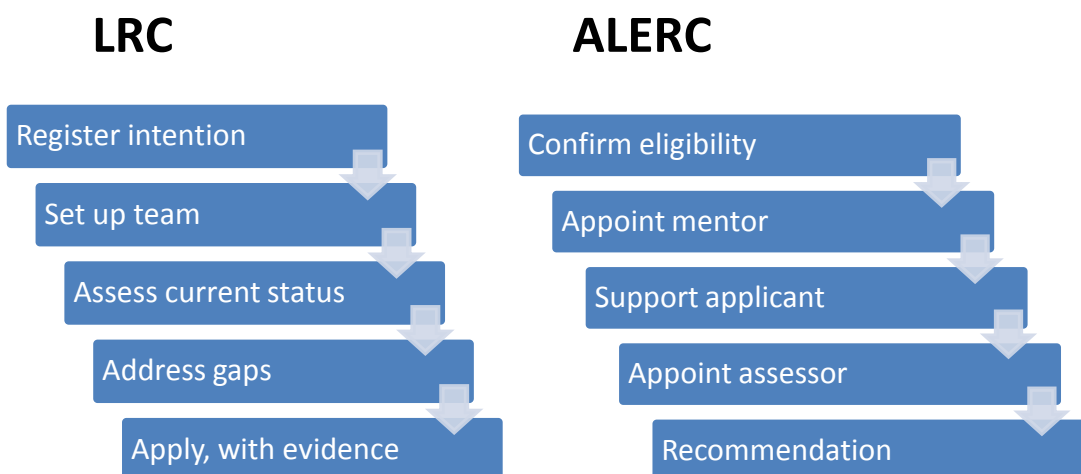 LRC
Register intention
Set up team
Assess current status
Address gaps
Apply, with evidence
ALERC
Confirm eligibility
Appoint mentor
Support applicant
Appoint assessor
Recommendation